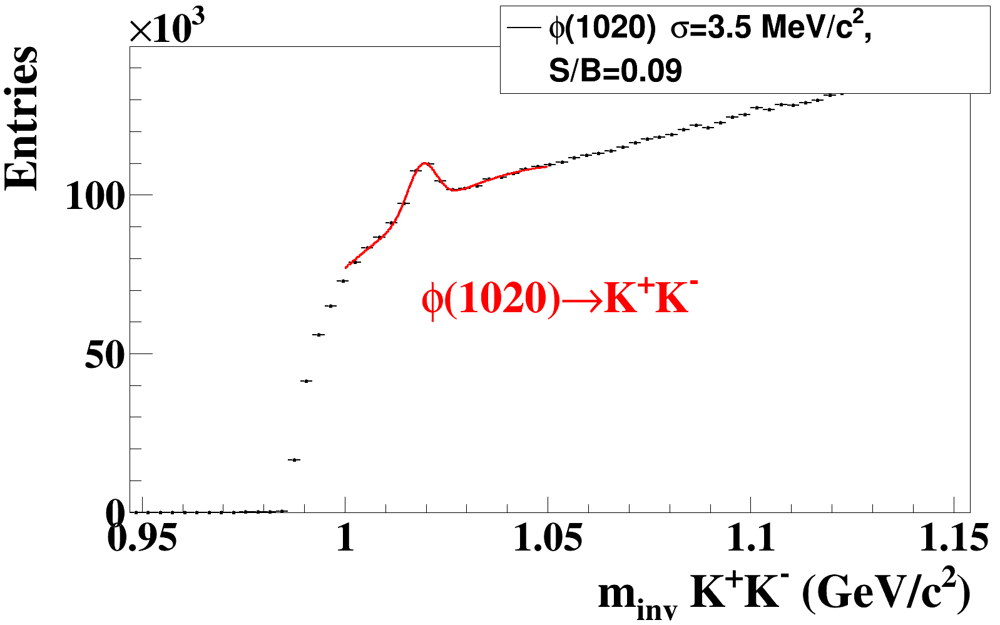 ×10³
ϕ(1020) σ=3.5 MeV/c²,
S/B=0.09
Entries
100
50
0
ϕ(1020)→K⁺K⁻
0.95 1 1.05 1.1 1.15
m_inv K⁺K⁻ (GeV/c²)